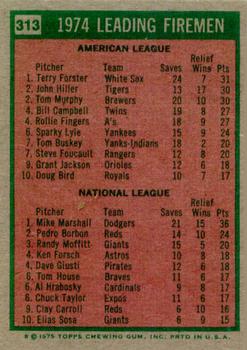 313 1974 LEADING FIREMEN
AMERICAN LEAGUE
Pitcher Team Saves Relief Wins Pts
1. Terry Forster White Sox 24 7 31
2. John Hiller Tigers 13 17 30
3. Tom Murphy Brewers 20 10 30
4. Bill Campbell Twins 19 8 27
5. Rollie Fingers A's 18 9 27
6. Sparky Lyle Yankees 15 9 24
7. Tom Buskey Yanks-Indians 18 2 20
8. Steve Foucault Rangers 12 8 20
9. Grant Jackson Orioles 12 6 18
10. Doug Bird Royals 10 7 17
NATIONAL LEAGUE
Pitcher Team Saves Relief Wins Pts
1. Mike Marshall Dodgers 21 15 36
2. Pedro Borbon Reds 14 10 24
3. Randy Moffitt Giants 15 5 20
4. Ken Forsch Astros 10 8 18
4. Dave Giusti Pirates 12 6 18
6. Tom House Braves 11 6 17
6. Al Hrabosky Cardinals 9 8 17
6. Chuck Taylor Expos 11 6 17
9. Clay Carroll Reds 6 10 16
10. Elias Sosa Giants 6 9 15
© 1975 TOPPS CHEWING GUM, INC. PRTD IN U.S.A.